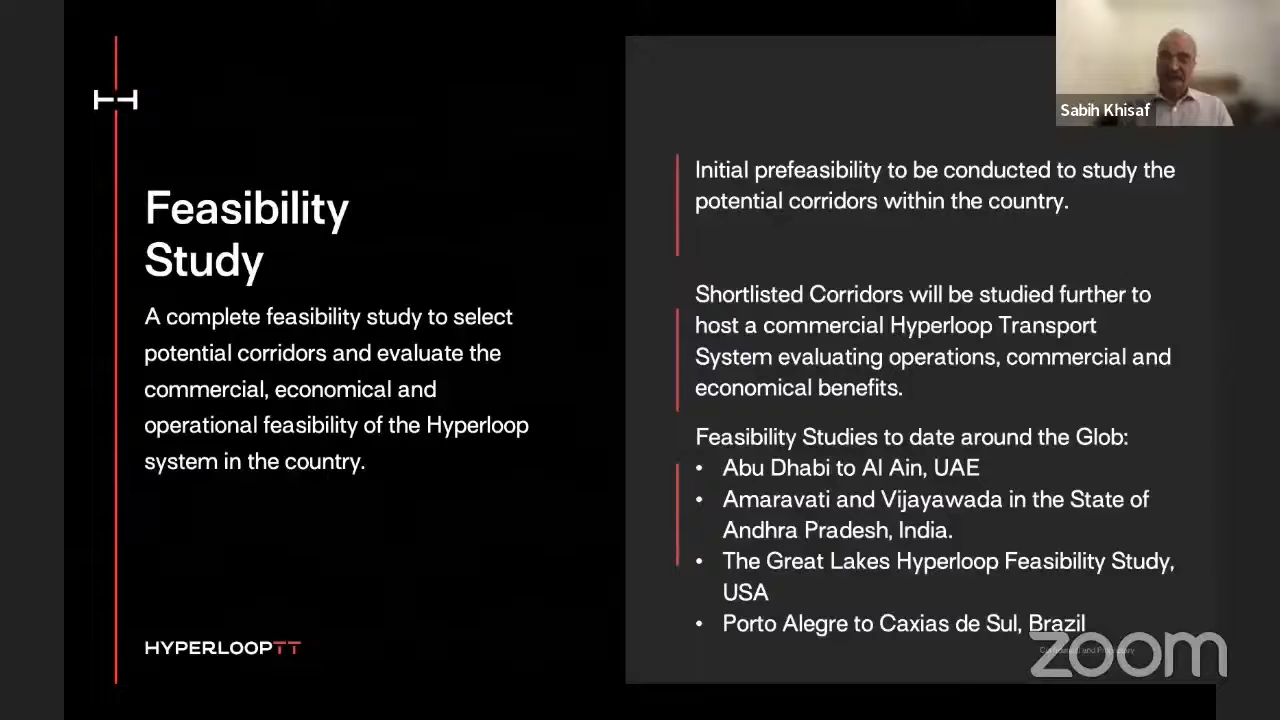 Sabih Khisaf
Feasibility
Study
A complete feasibility study to select
potential corridors and evaluate the
commercial, economical and
operational feasibility of the Hyperloop
system in the country.
HYPERLOOPTT
Initial prefeasibility to be conducted to study the
potential corridors within the country.
Shortlisted Corridors will be studied further to
host a commercial Hyperloop Transport
System evaluating operations, commercial and
economical benefits.
Feasibility Studies to date around the Glob:
• Abu Dhabi to Al Ain, UAE
• Amaravati and Vijayawada in the State of
Andhra Pradesh, India.
• The Great Lakes Hyperloop Feasibility Study,
USA
• Porto Alegre to Caxias de Sul, Brazil
Confidential and Proprietary
zoom